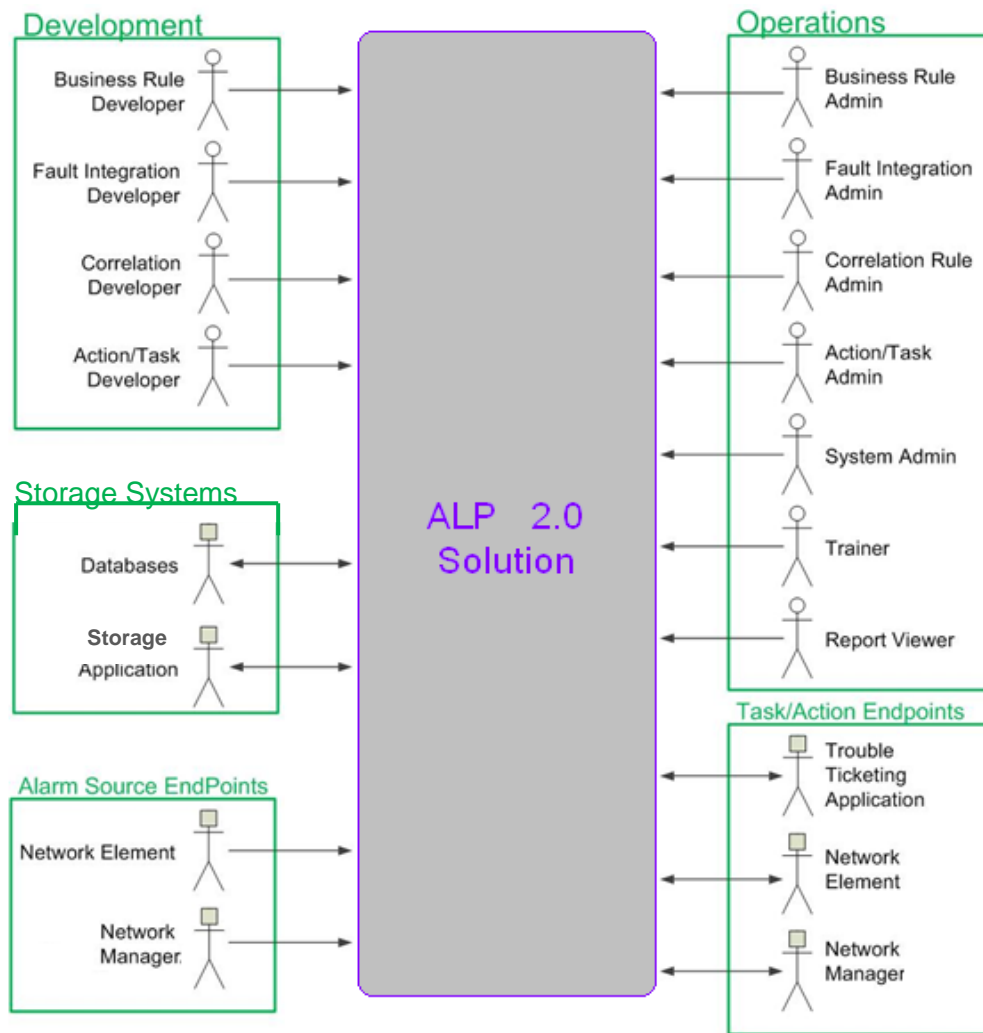 Development
Business Rule
Developer
Fault Integration
Developer
Correlation
Developer
Action/Task
Developer
Storage Systems
Databases
Storage
Application
Alarm Source EndPoints
Network Element
Network
Manager
ALP 2.0
Solution
Operations
Business Rule
Admin
Fault Integration
Admin
Correlation Rule
Admin
Action/Task
Admin
System Admin
Trainer
Report Viewer
Task/Action Endpoints
Trouble
Ticketing
Application
Network
Element
Network
Manager